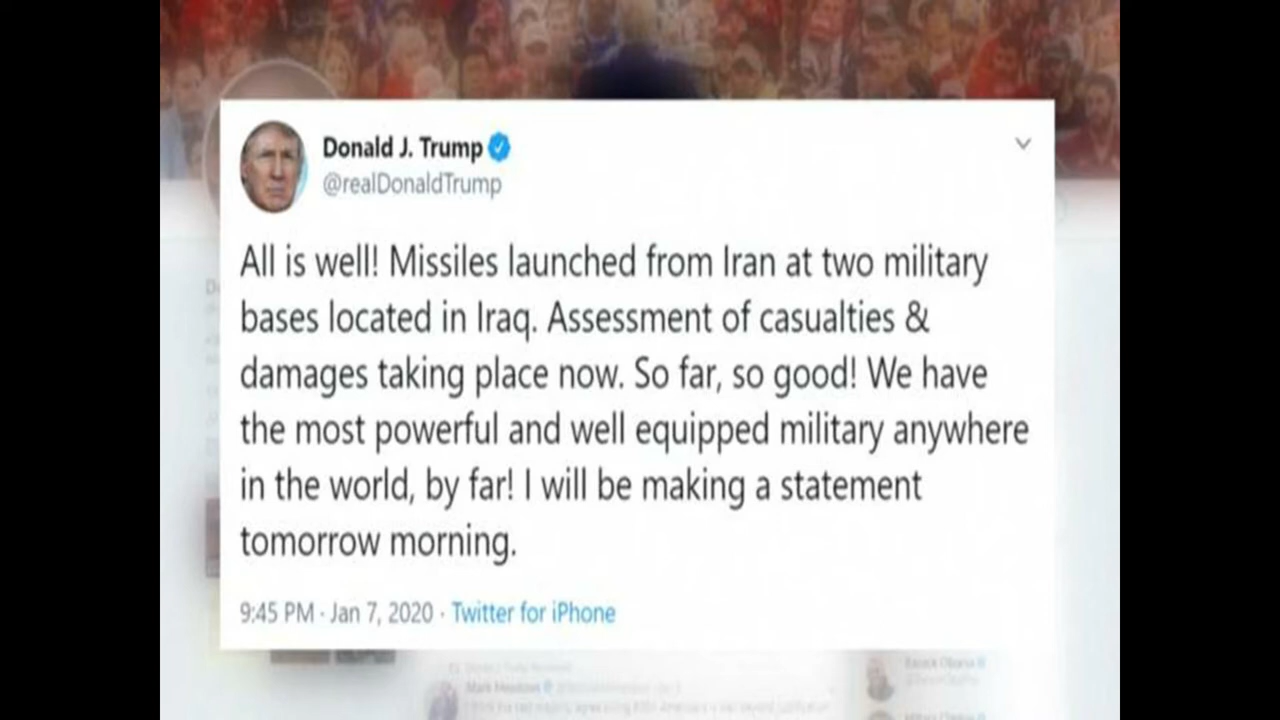 Donald J. Trump
@realDonaldTrump
All is well! Missiles launched from Iran at two military
bases located in Iraq. Assessment of casualties &
damages taking place now. So far, so good! We have
the most powerful and well equipped military anywhere
in the world, by far! I will be making a statement
tomorrow morning.
9:45 PM · Jan 7, 2020 · Twitter for iPhone
Mark Meadows